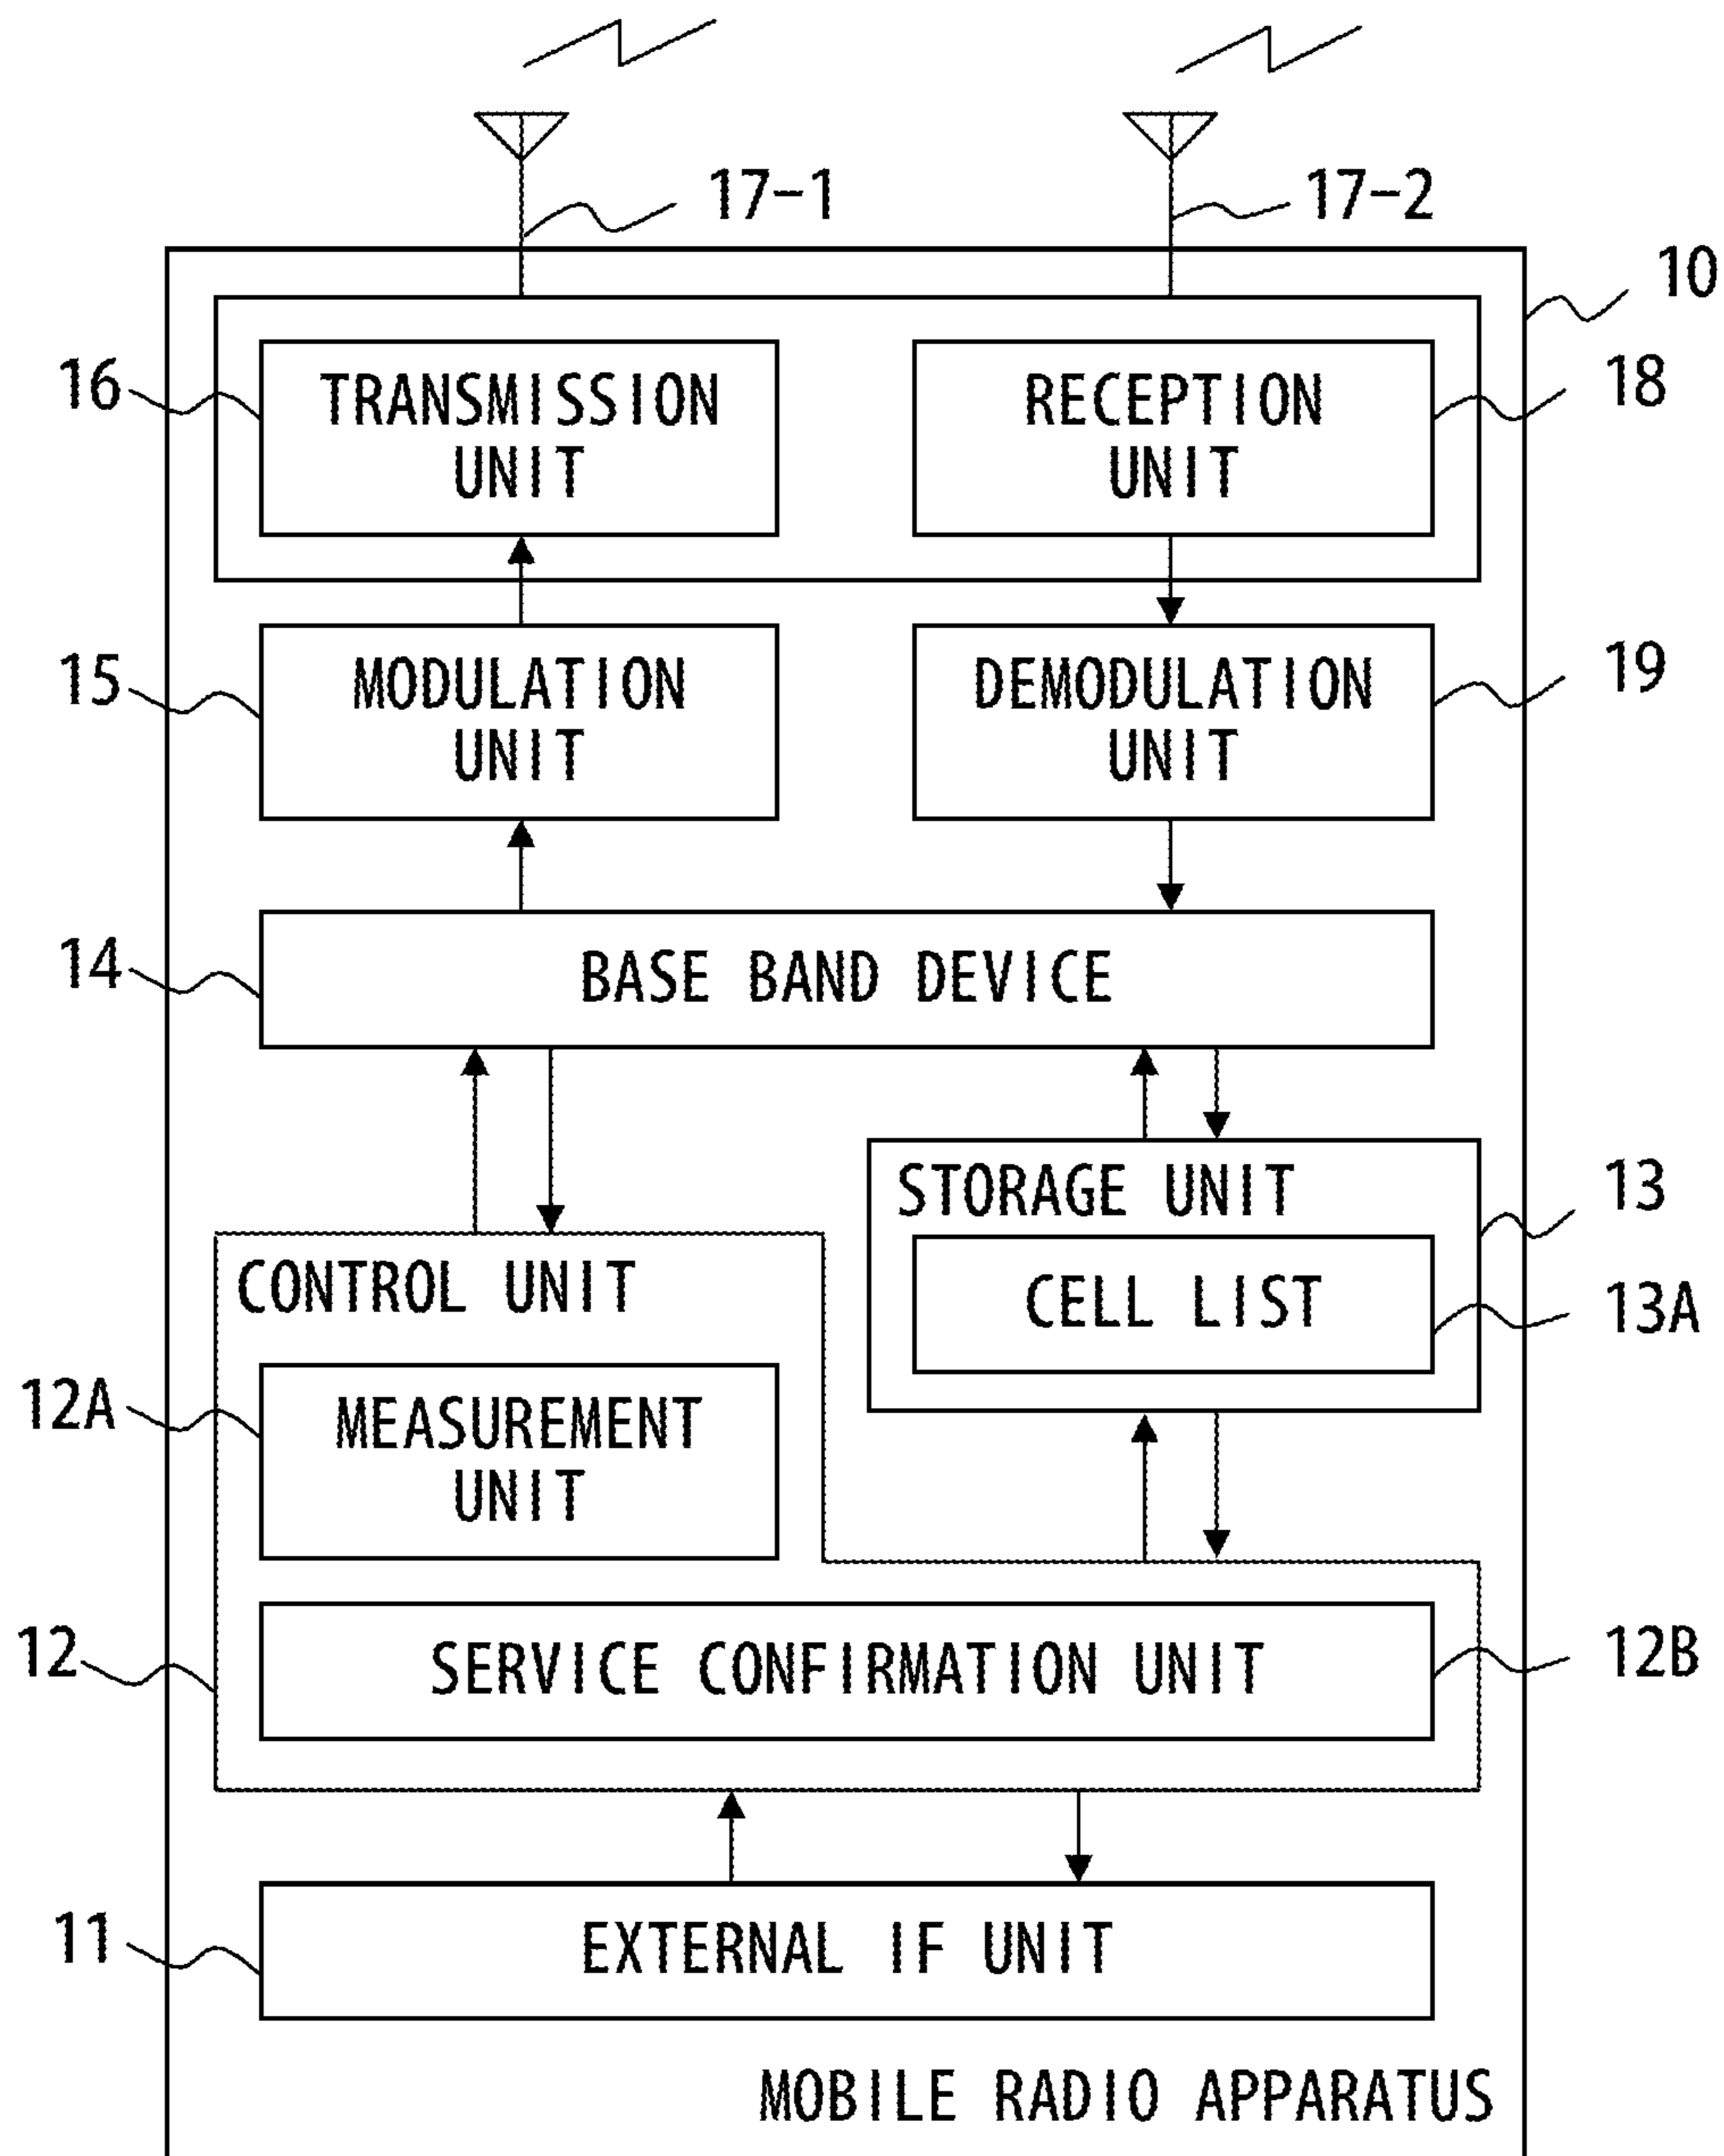 17-1
17-2
10
16
TRANSMISSION
UNIT
RECEPTION
UNIT
18
15
MODULATION
UNIT
DEMODULATION
UNIT
19
14
BASE BAND DEVICE
STORAGE UNIT
13
CELL LIST
13A
CONTROL UNIT
12A
MEASUREMENT
UNIT
12
SERVICE CONFIRMATION UNIT
12B
11
EXTERNAL IF UNIT
MOBILE RADIO APPARATUS